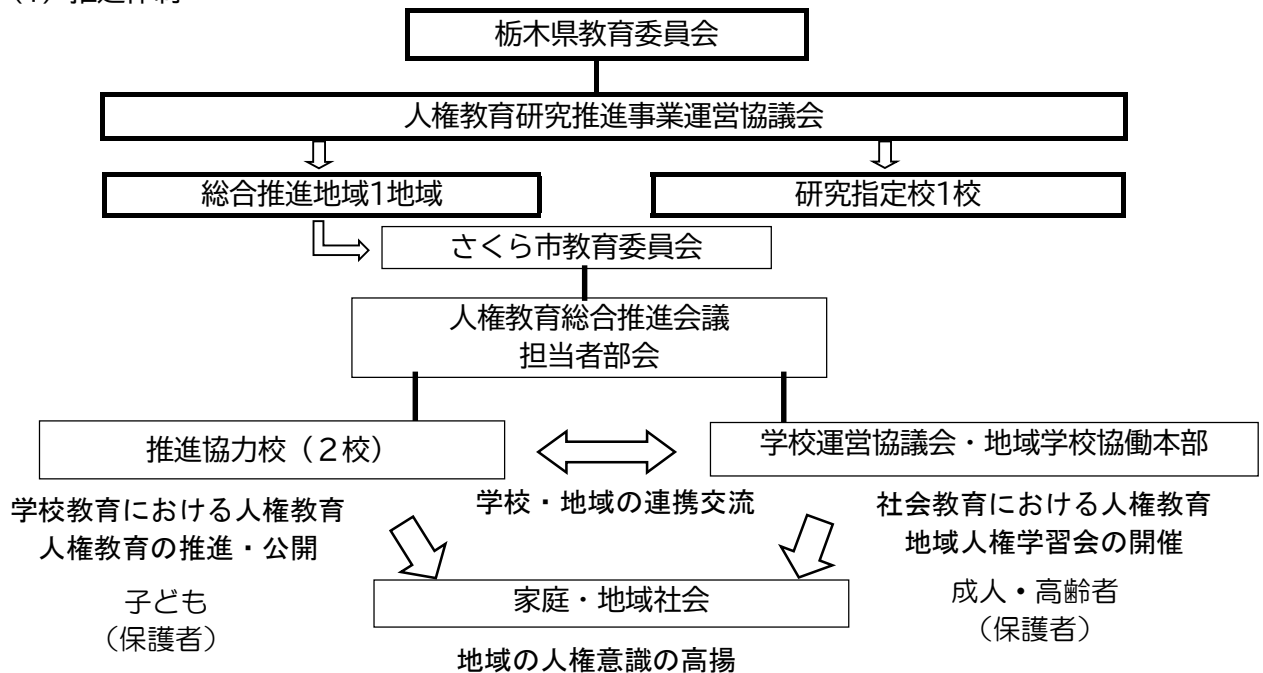 栃木県教育委員会
人権教育研究推進事業運営協議会
総合推進地域1地域
研究指定校1校
さくら市教育委員会
人権教育総合推進会議
担当者部会
推進協力校（２校）
学校運営協議会・地域学校協働本部
学校・地域の連携交流
学校教育における人権教育
人権教育の推進・公開
社会教育における人権教育
地域人権学習会の開催
子ども
（保護者）
家庭・地域社会
成人・高齢者
（保護者）
地域の人権意識の高揚